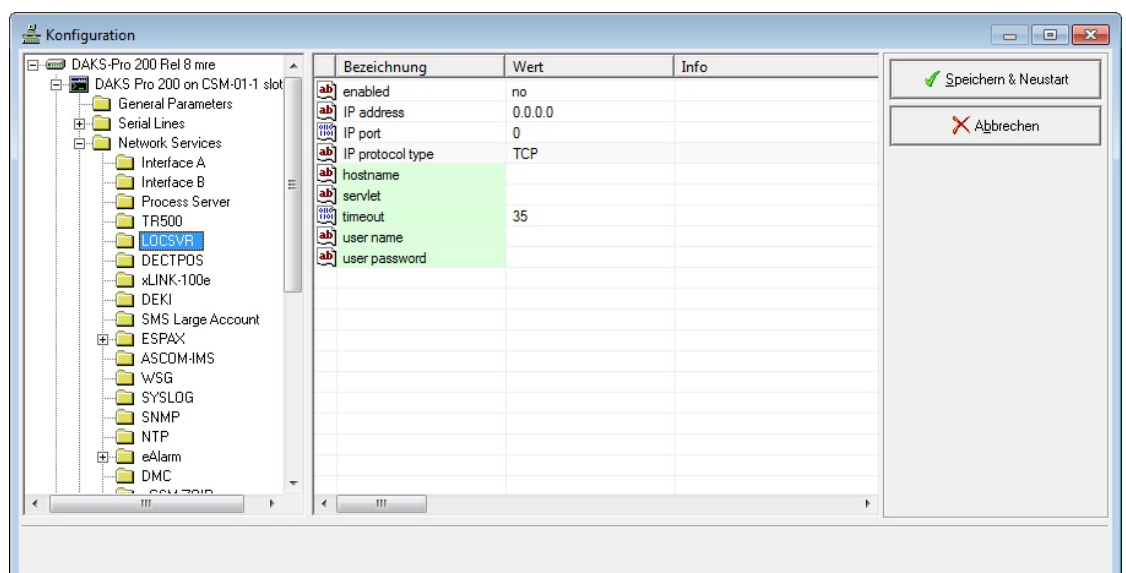 Konfiguration
DAKS-Pro 200 Rel 8 mre
DAKS Pro 200 on CSM-01-1 slot
General Parameters
Serial Lines
Network Services
Interface A
Interface B
Process Server
TR500
LOCSVR
DECTPOS
xLINK-100e
DEKI
SMS Large Account
ESPAX
ASCOM-IMS
WSG
SYSLOG
SNMP
NTP
eAlarm
DMC
Bezeichnung Wert Info
enabled no
IP address 0.0.0.0
IP port 0
IP protocol type TCP
hostname
servlet
timeout 35
user name
user password
Speichern & Neustart
Abbrechen